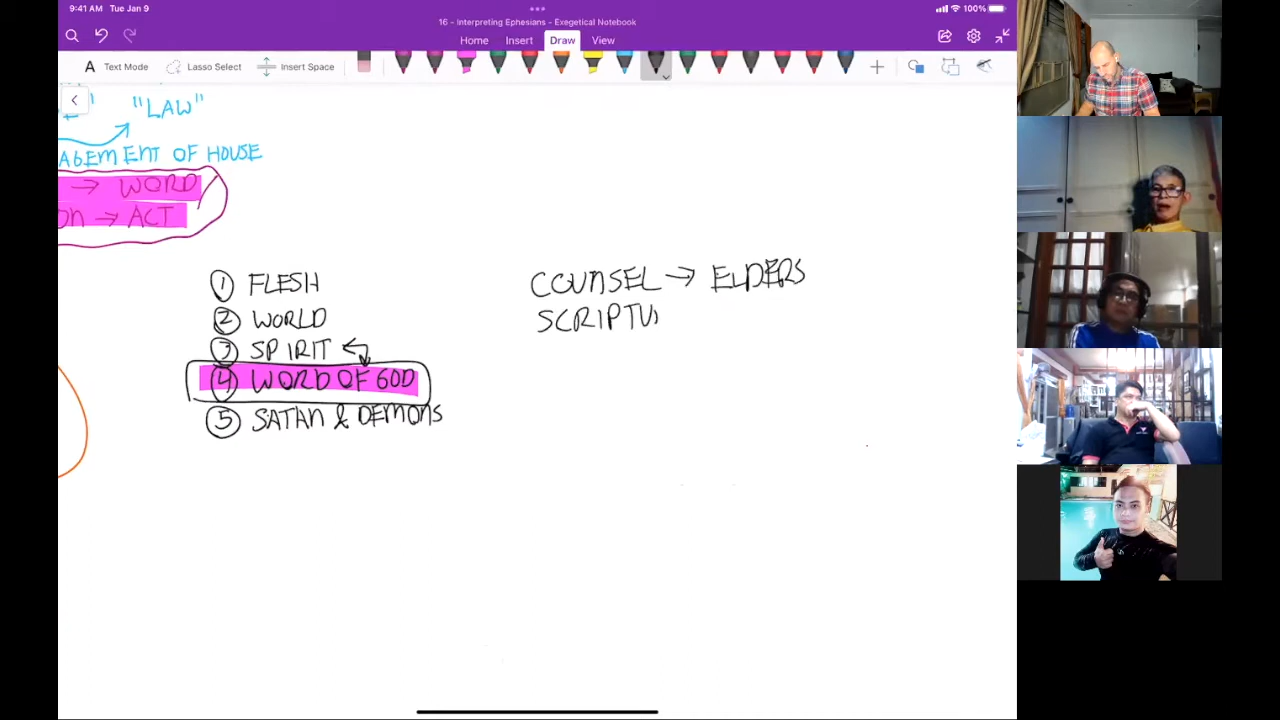 9:41 AM Tue Jan 9
100%
16 - Interpreting Ephesians - Exegetical Notebook
Home Insert Draw View
A Text Mode Lasso Select Insert Space
"LAW"
AGEMENT OF HOUSE
→ WORD
on → ACT
① FLESH
② WORLD
③ SPIRIT
④ WORD OF GOD
⑤ SATAN & DEMONS
COUNSEL → ELDERS
SCRIPTU